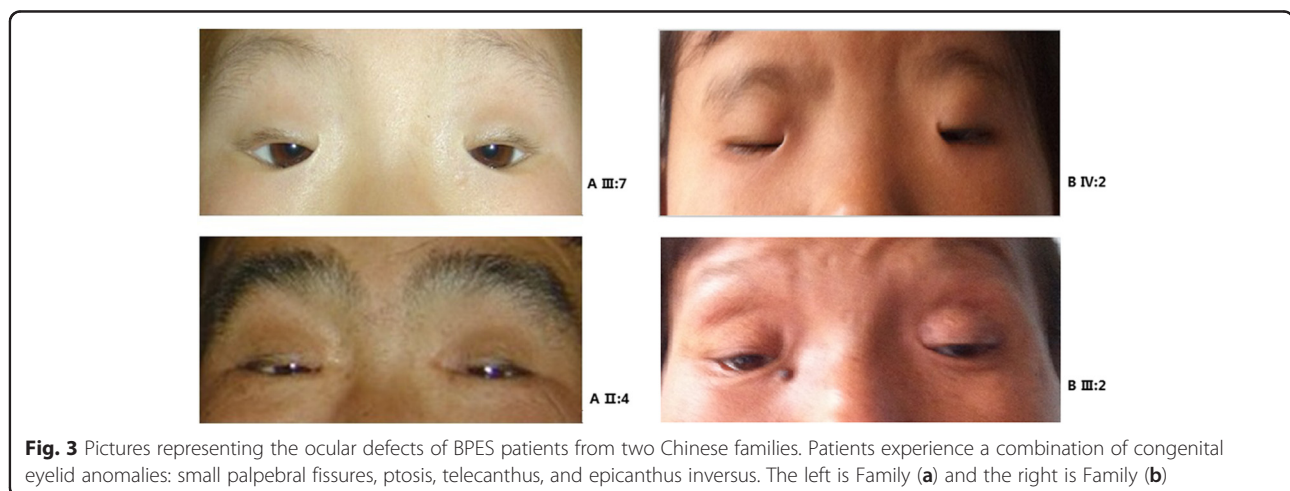 A III:7
B IV:2
A II:4
B III:2
Fig. 3 Pictures representing the ocular defects of BPES patients from two Chinese families. Patients experience a combination of congenital
eyelid anomalies: small palpebral fissures, ptosis, telecanthus, and epicanthus inversus. The left is Family (a) and the right is Family (b)